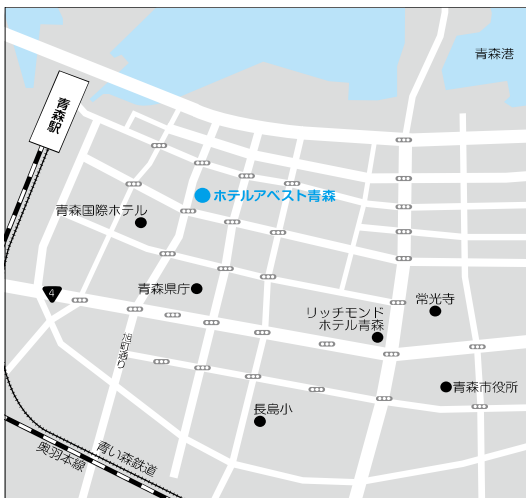 青森港
青森駅
ホテルアベスト青森
青森国際ホテル
青森県庁
4
リッチモンド
ホテル青森
常光寺
旭町通り
青森市役所
長島小
青い森鉄道
奥羽本線